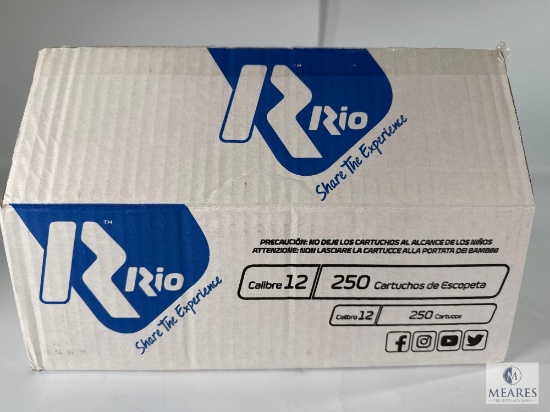 Rio
Share The Experience
TM
Rio
Share The Experience
PRECAUCIÓN: NO DEJE LOS CARTUCHOS AL ALCANCE DE LOS NIÑOS
ATTENZIONE: NON LASCIARE LA CARTUCCE ALLA PORTATA DEI BAMBINI
Calibre 12 250 Cartuchos de Escopeta
Calibro 12 250 Cartucce
M
MEARES